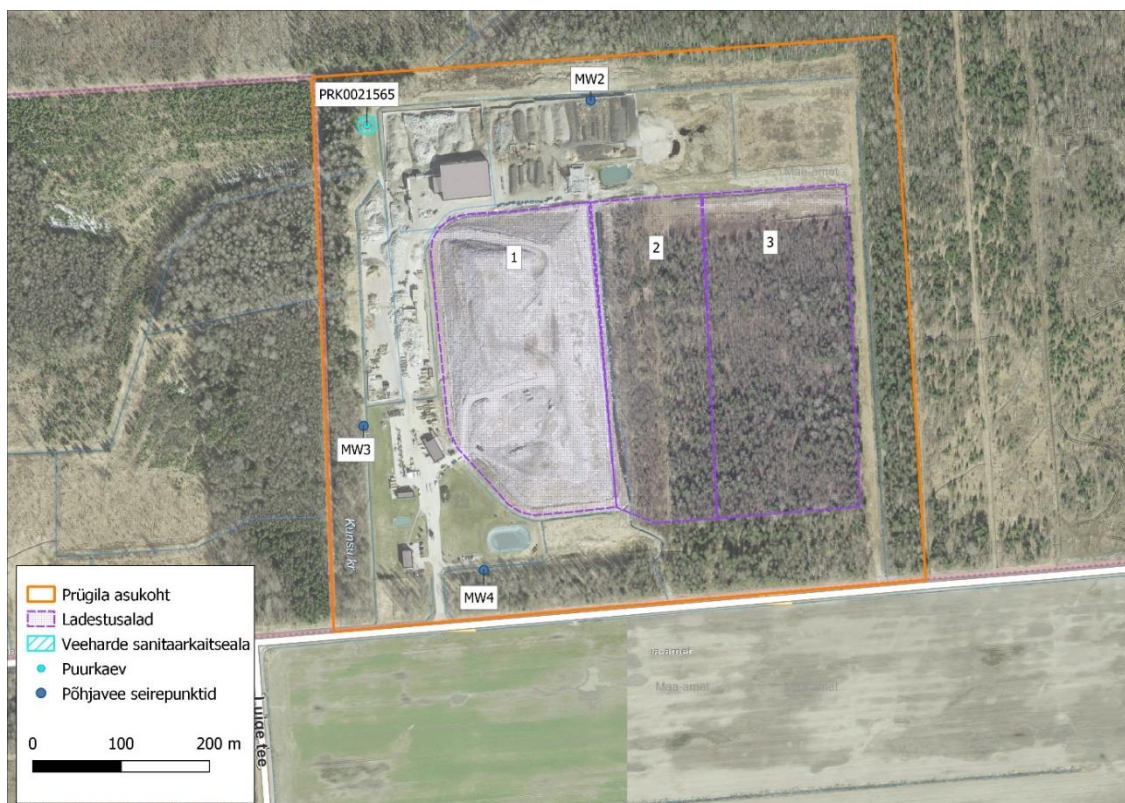 PRK0021565
MW2
Maa-amet
1
2
3
MW3
Kunsu kr
MW4
Luige tee
Maa-amet
Maa-amet
Prügila asukoht
Ladestusalad
Veeharde sanitaarkaitseala
Puurkaev
Põhjavee seirepunktid
0 100 200 m